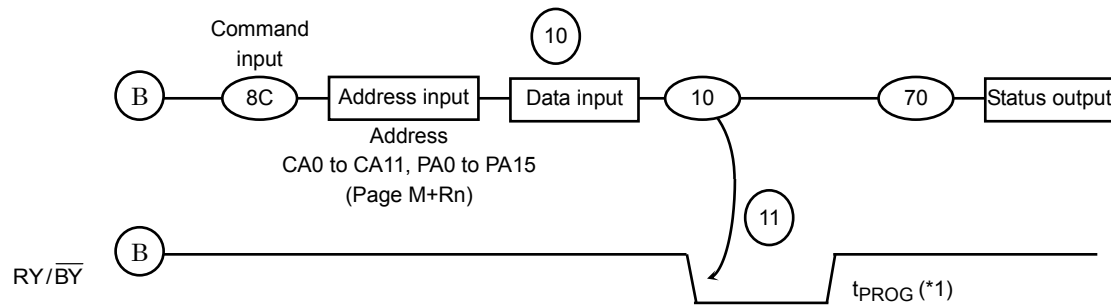 Command
input
10
B
8C
Address input
Data input
10
70
Status output
Address
CA0 to CA11, PA0 to PA15
(Page M+Rn)
11
B
RY/BY
tPROG (*1)